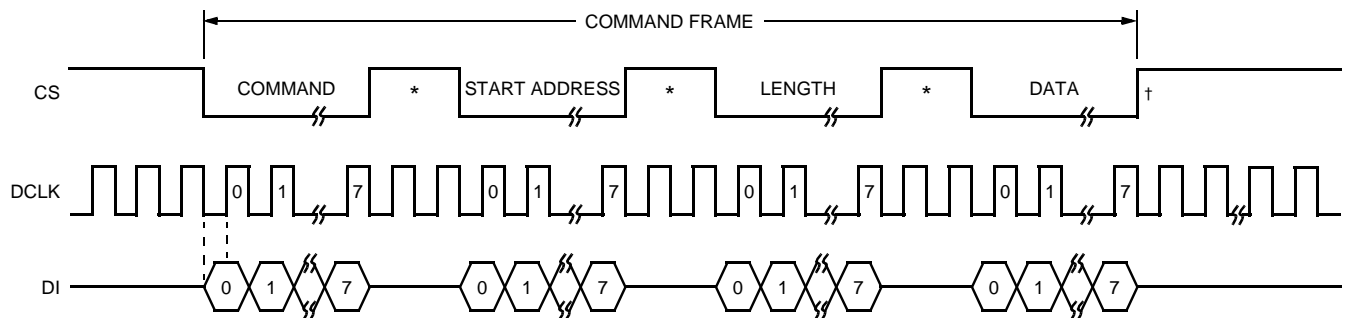 COMMAND FRAME
CS COMMAND * START ADDRESS * LENGTH * DATA †
DCLK 0 1 7 0 1 7 0 1 7 0 1 7
DI 0 1 7 0 1 7 0 1 7 0 1 7